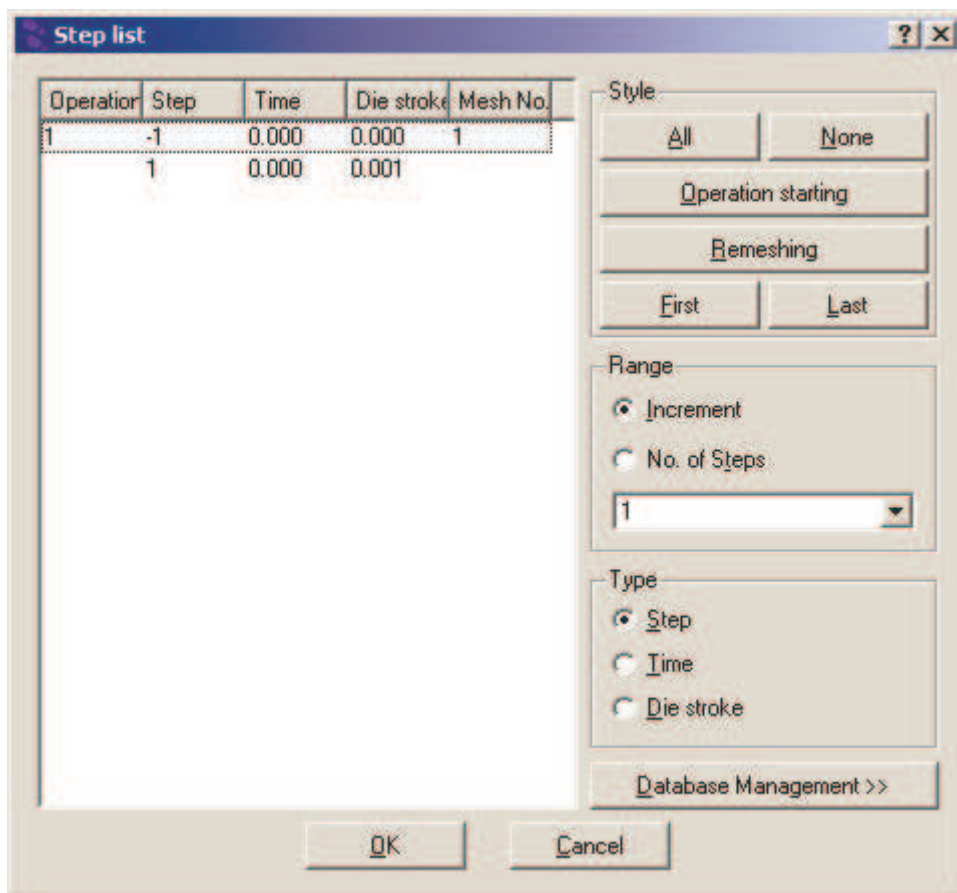 Step list
Operation Step Time Die stroke Mesh No.
1 -1 0.000 0.000 1
1 0.000 0.001
Style
All None
Operation starting
Remeshing
First Last
Range
Increment
No. of Steps
1
Type
Step
Time
Die stroke
Database Management >>
OK Cancel